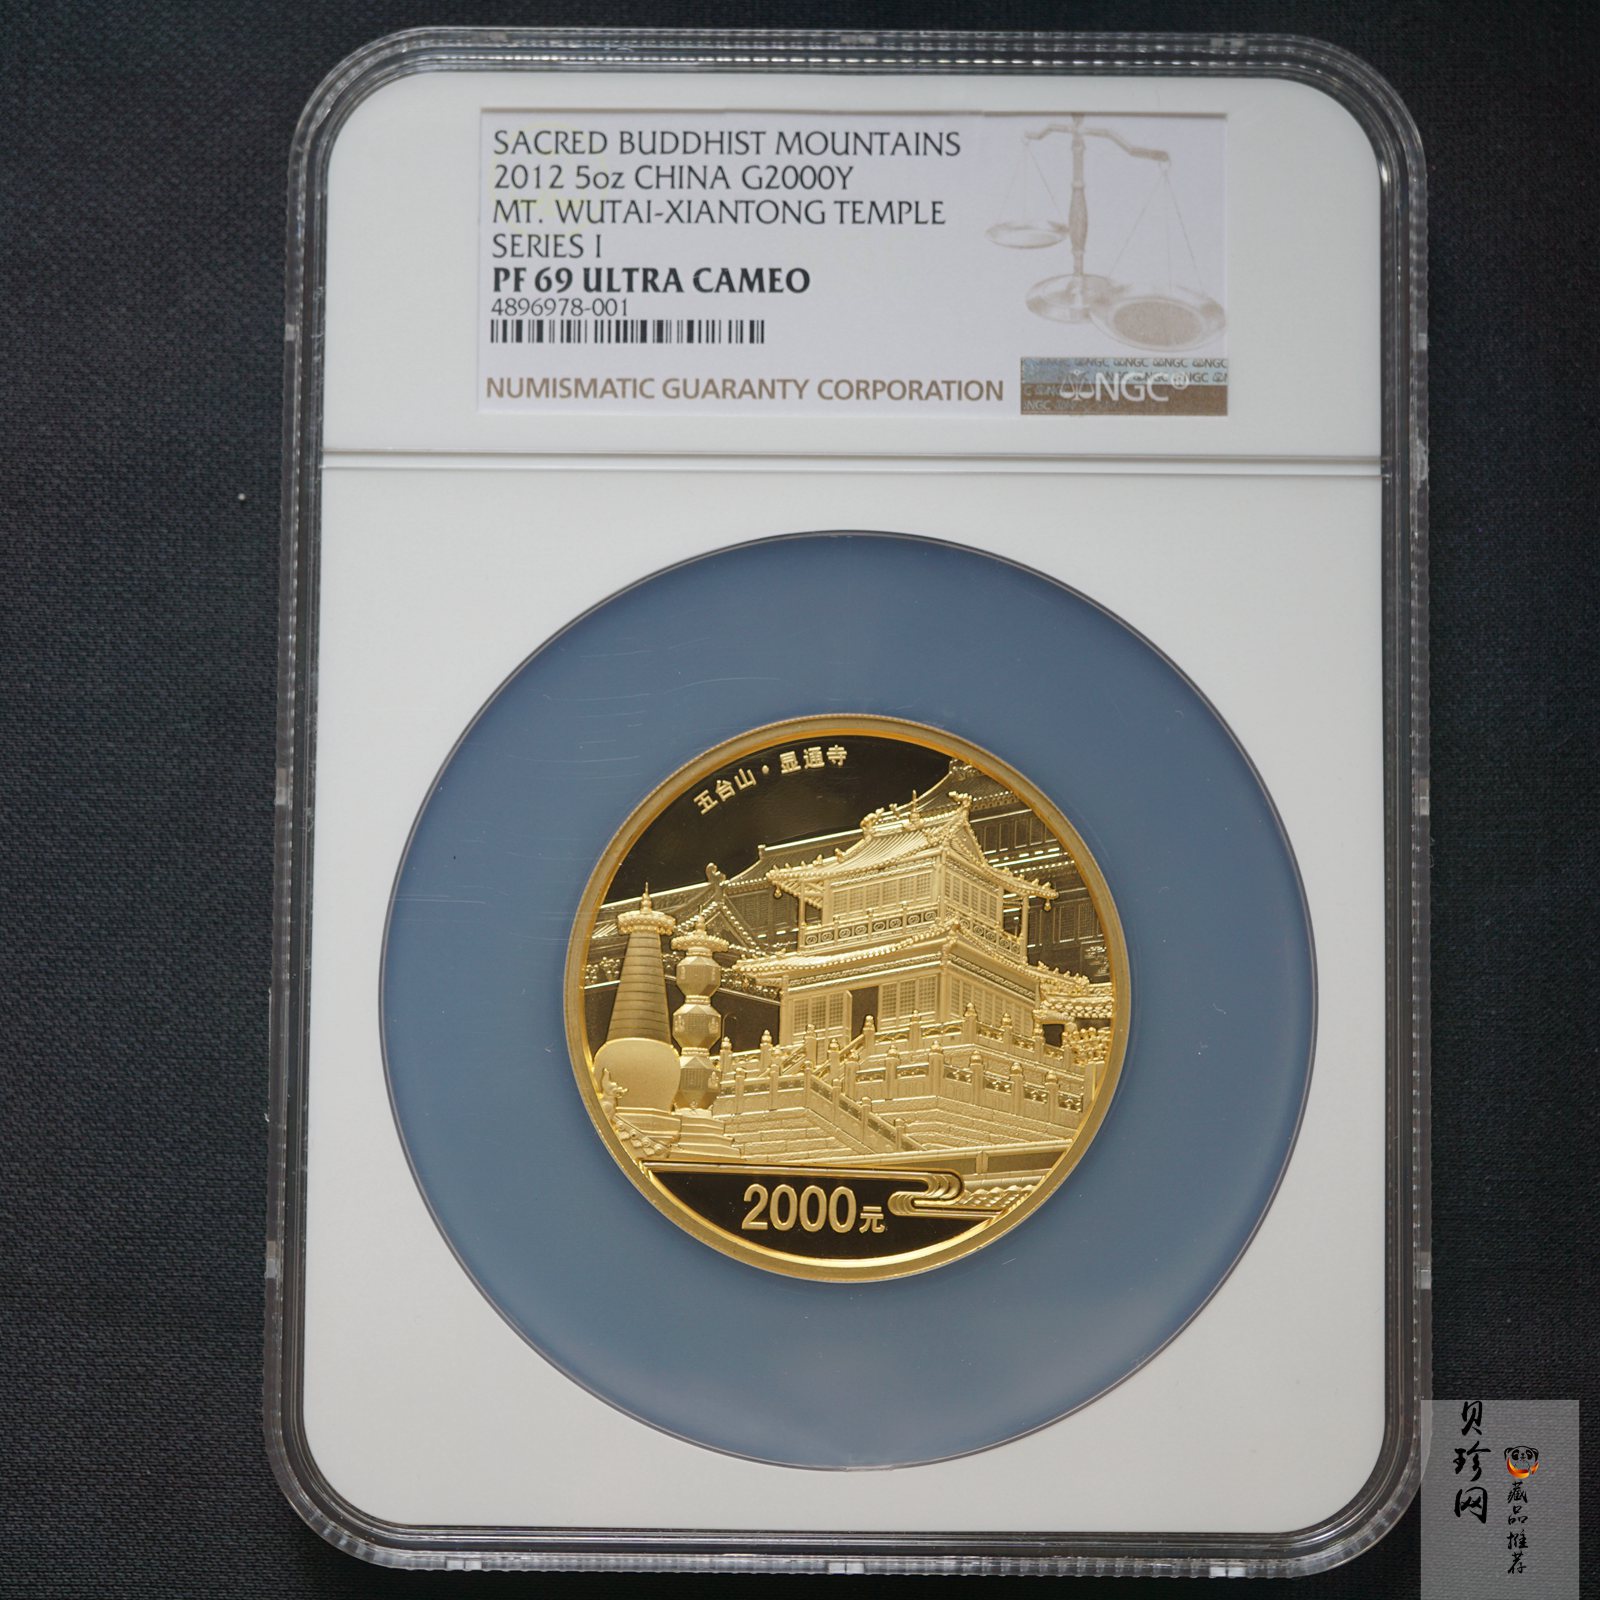 SACRED BUDDHIST MOUNTAINS
2012 5oz CHINA G2000Y
MT. WUTAI-XIANTONG TEMPLE
SERIES I
PF 69 ULTRA CAMEO
4896978-001
NUMISMATIC GUARANTY CORPORATION
NGC®
五台山·显通寺
2000元
贝珍网
藏品推荐